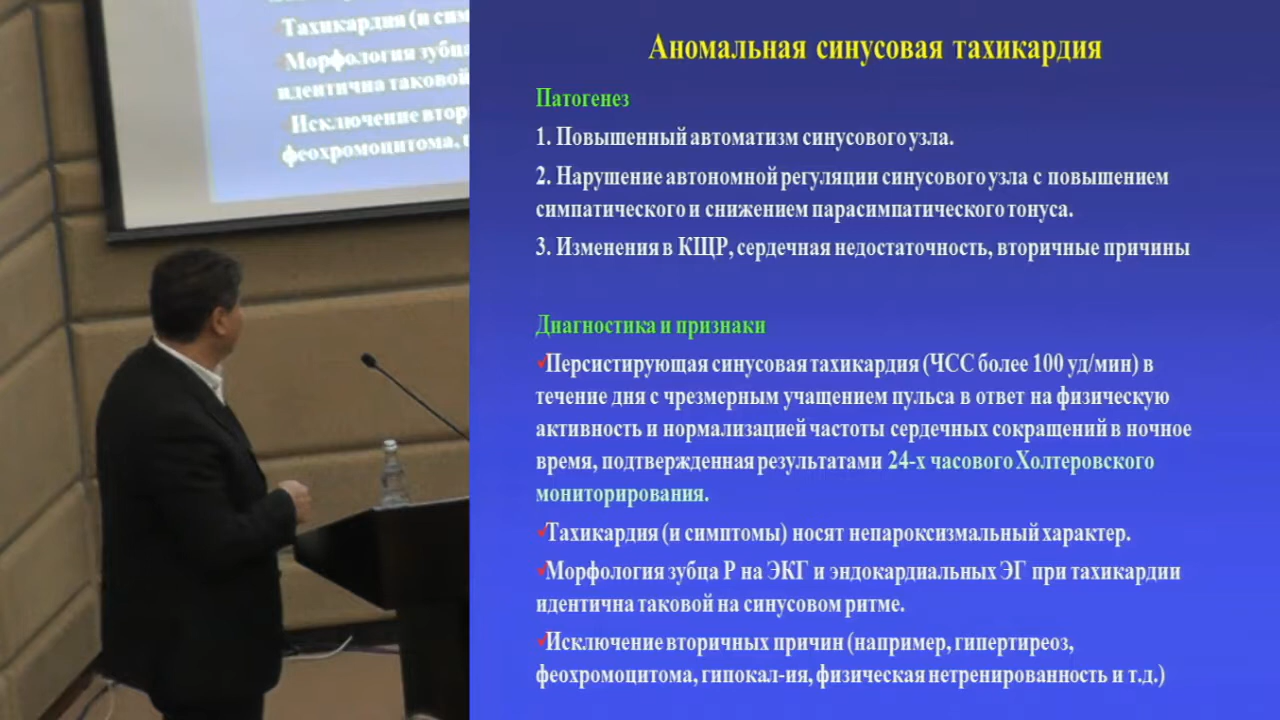 Тахикардия (и сим
Морфология зубца
идентична таковой
Исключение втор
феохромоцитома,
Аномальная синусовая тахикардия
Патогенез
1. Повышенный автоматизм синусового узла.
2. Нарушение автономной регуляции синусового узла с повышением
симпатического и снижением парасимпатического тонуса.
3. Изменения в КЩР, сердечная недостаточность, вторичные причины
Диагностика и признаки
Персистирующая синусовая тахикардия (ЧСС более 100 уд/мин) в
течение дня с чрезмерным учащением пульса в ответ на физическую
активность и нормализацией частоты сердечных сокращений в ночное
время, подтвержденная результатами 24-х часового Холтеровского
мониторирования.
Тахикардия (и симптомы) носят непароксизмальный характер.
Морфология зубца Р на ЭКГ и эндокардиальных ЭГ при тахикардии
идентична таковой на синусовом ритме.
Исключение вторичных причин (например, гипертиреоз,
феохромоцитома, гипокал-ия, физическая нетренированность и т.д.)